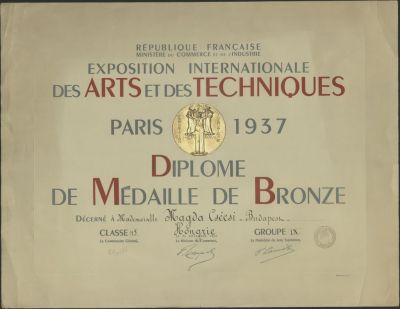 RÉPUBLIQUE FRANÇAISE
MINISTÈRE DU COMMERCE ET DE L'INDUSTRIE
EXPOSITION INTERNATIONALE
DES ARTS ET DES TECHNIQUES
PARIS 1937
DIPLOME
DE MÉDAILLE DE BRONZE
DÉCERNÉ À Mademoiselle Magda Csécsi - Budapest -
CLASSE 45 Hongrie GROUPE IX
Le Commissaire Général, Le Ministre du Commerce, Le Président du Jury Supérieur,